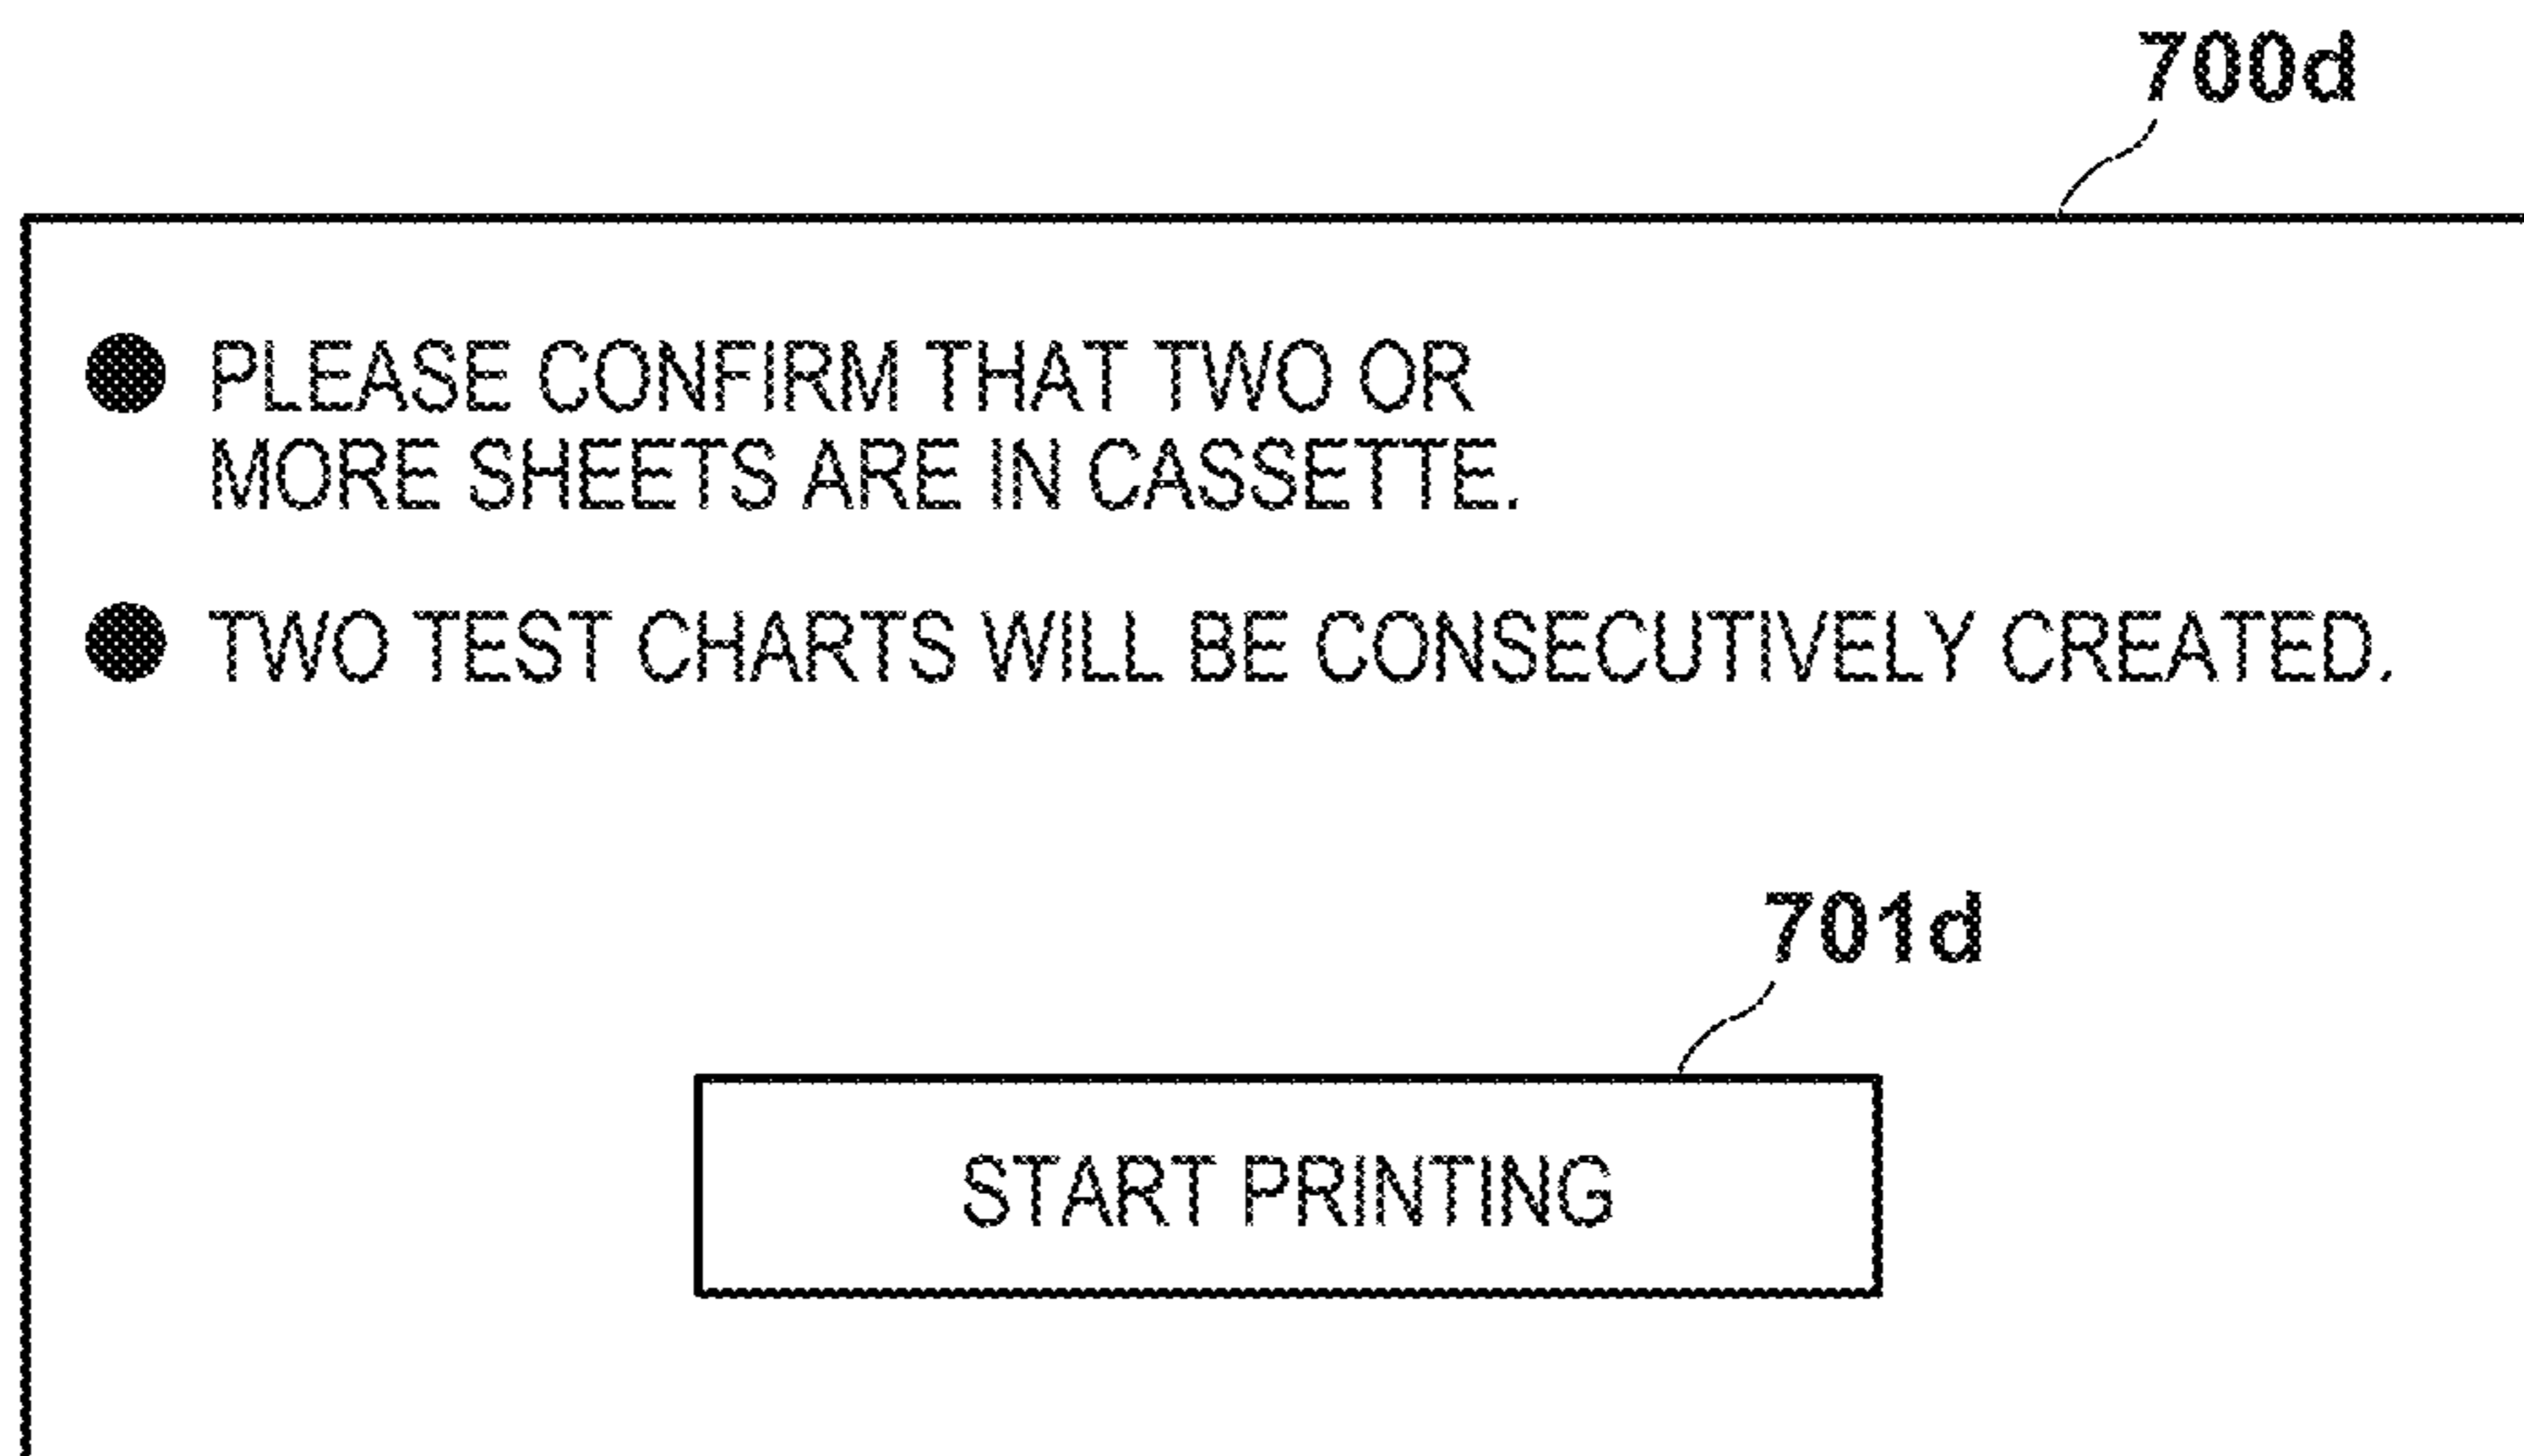 700d
● PLEASE CONFIRM THAT TWO OR
MORE SHEETS ARE IN CASSETTE.
● TWO TEST CHARTS WILL BE CONSECUTIVELY CREATED.
701d
START PRINTING